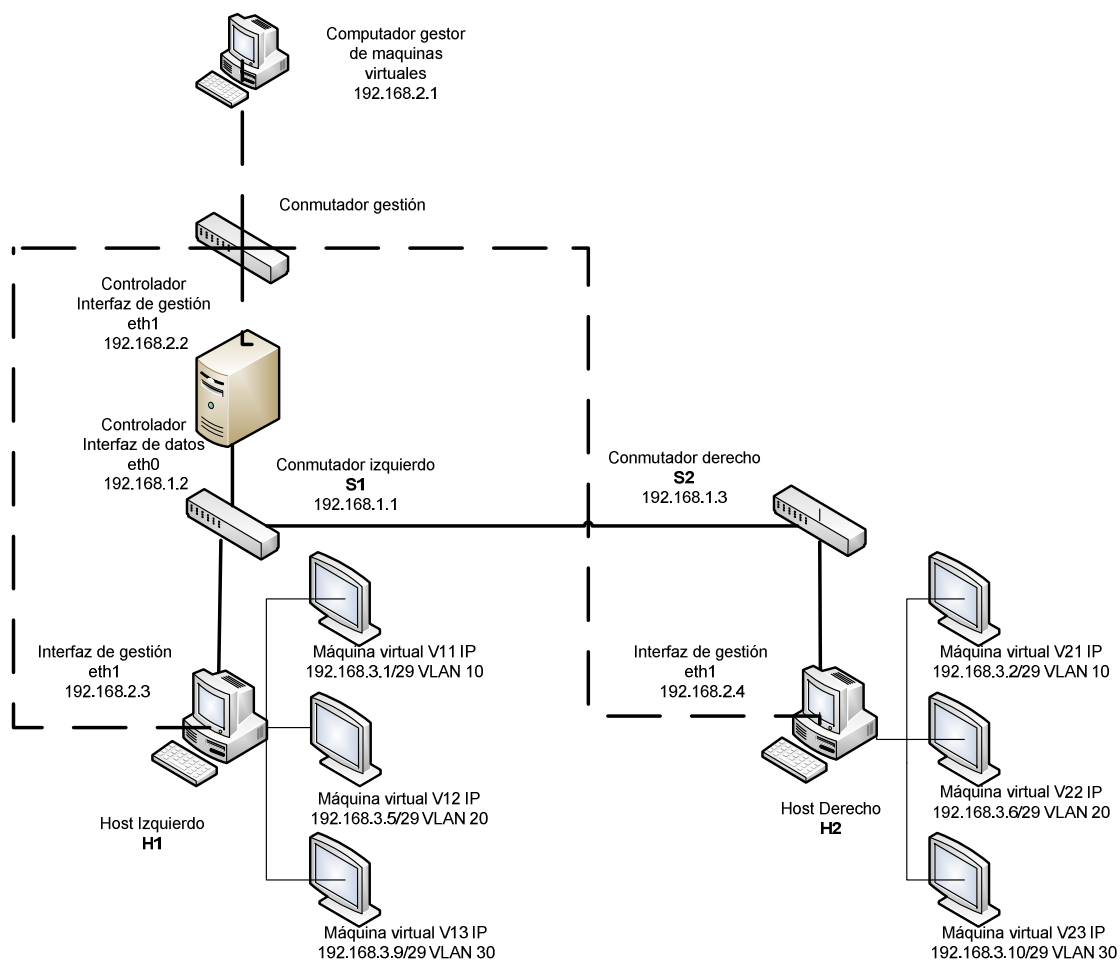 Computador gestor
de maquinas
virtuales
192.168.2.1
Conmutador gestión
Controlador
Interfaz de gestión
eth1
192.168.2.2
Controlador
Interfaz de datos
eth0
192.168.1.2
Conmutador izquierdo
S1
192.168.1.1
Conmutador derecho
S2
192.168.1.3
Interfaz de gestión
eth1
192.168.2.3
Máquina virtual V11 IP
192.168.3.1/29 VLAN 10
Interfaz de gestión
eth1
192.168.2.4
Máquina virtual V21 IP
192.168.3.2/29 VLAN 10
Máquina virtual V12 IP
192.168.3.5/29 VLAN 20
Máquina virtual V22 IP
192.168.3.6/29 VLAN 20
Host Izquierdo
H1
Host Derecho
H2
Máquina virtual V13 IP
192.168.3.9/29 VLAN 30
Máquina virtual V23 IP
192.168.3.10/29 VLAN 30